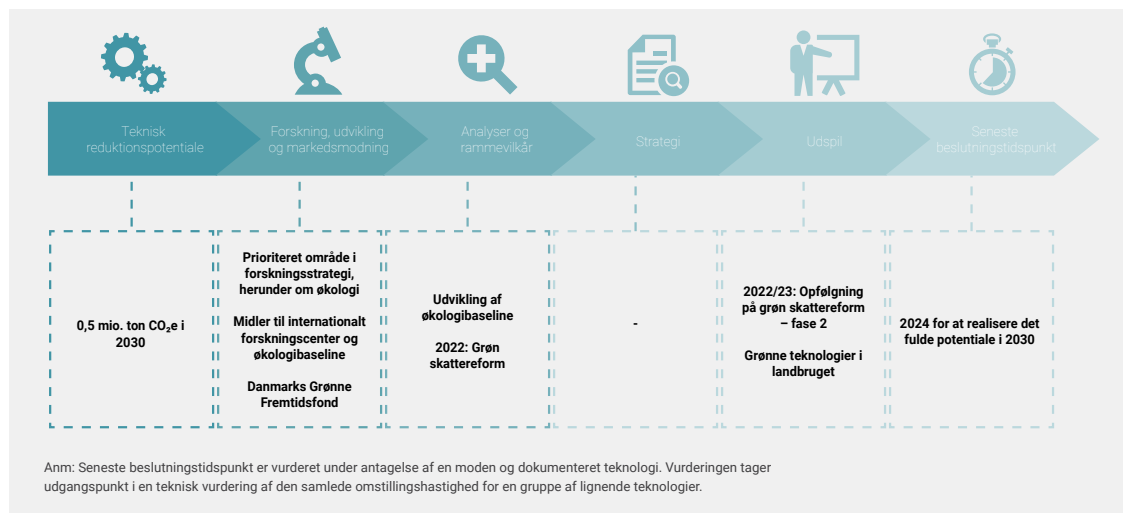 Teknisk
reduktionspotentiale
Forskning, udvikling
og markedsmodning
Analyser og
rammevilkår
Strategi
Udspil
Seneste
beslutningstidspunkt
0,5 mio. ton CO₂e i
2030
Prioriteret område i
forskningsstrategi,
herunder om økologi
Midler til internationalt
forskningscenter og
økologibaseline
Danmarks Grønne
Fremtidsfond
Udvikling af
økologibaseline
2022: Grøn
skattereform
-
2022/23: Opfølgning
på grøn skattereform
– fase 2
Grønne teknologier i
landbruget
2024 for at realisere det
fulde potentiale i 2030
Anm: Seneste beslutningstidspunkt er vurderet under antagelse af en moden og dokumenteret teknologi. Vurderingen tager
udgangspunkt i en teknisk vurdering af den samlede omstillingshastighed for en gruppe af lignende teknologier.